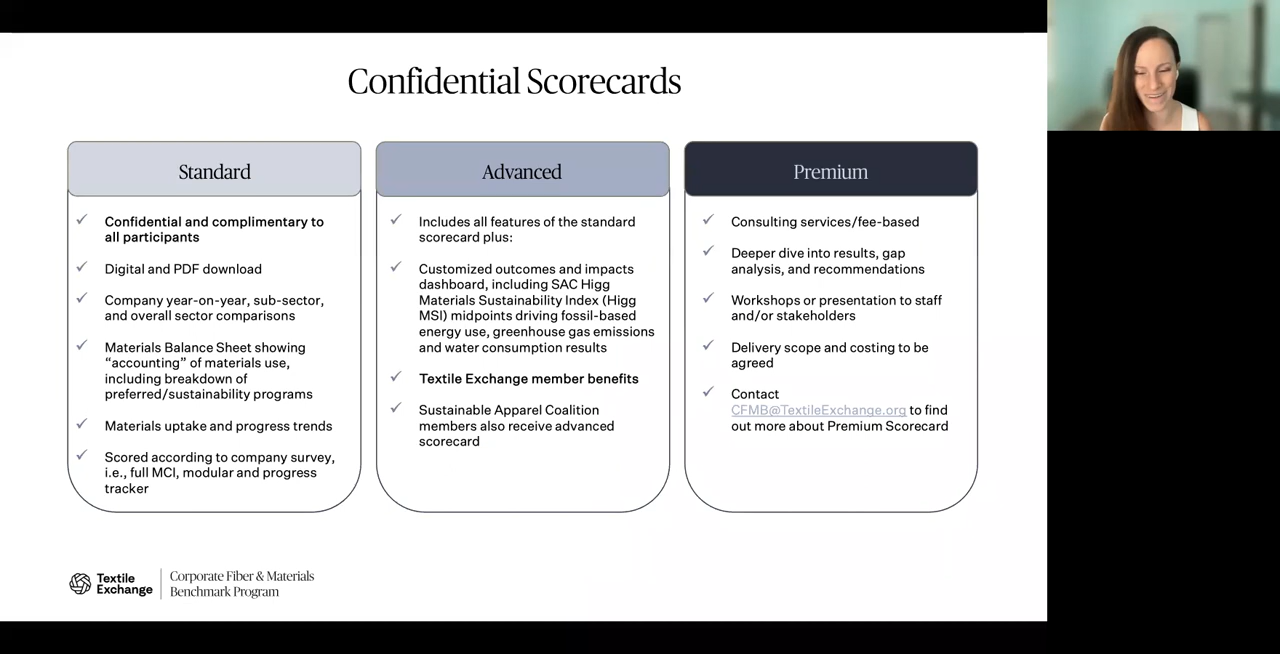 Confidential Scorecards
Standard
Confidential and complimentary to
all participants
Digital and PDF download
Company year-on-year, sub-sector,
and overall sector comparisons
Materials Balance Sheet showing
“accounting” of materials use,
including breakdown of
preferred/sustainability programs
Materials uptake and progress trends
Scored according to company survey,
i.e., full MCI, modular and progress
tracker
Advanced
Includes all features of the standard
scorecard plus:
Customized outcomes and impacts
dashboard, including SAC Higg
Materials Sustainability Index (Higg
MSI) midpoints driving fossil-based
energy use, greenhouse gas emissions
and water consumption results
Textile Exchange member benefits
Sustainable Apparel Coalition
members also receive advanced
scorecard
Premium
Consulting services/fee-based
Deeper dive into results, gap
analysis, and recommendations
Workshops or presentation to staff
and/or stakeholders
Delivery scope and costing to be
agreed
Contact
CFMB@TextileExchange.org to find
out more about Premium Scorecard
Textile
Exchange
Corporate Fiber & Materials
Benchmark Program